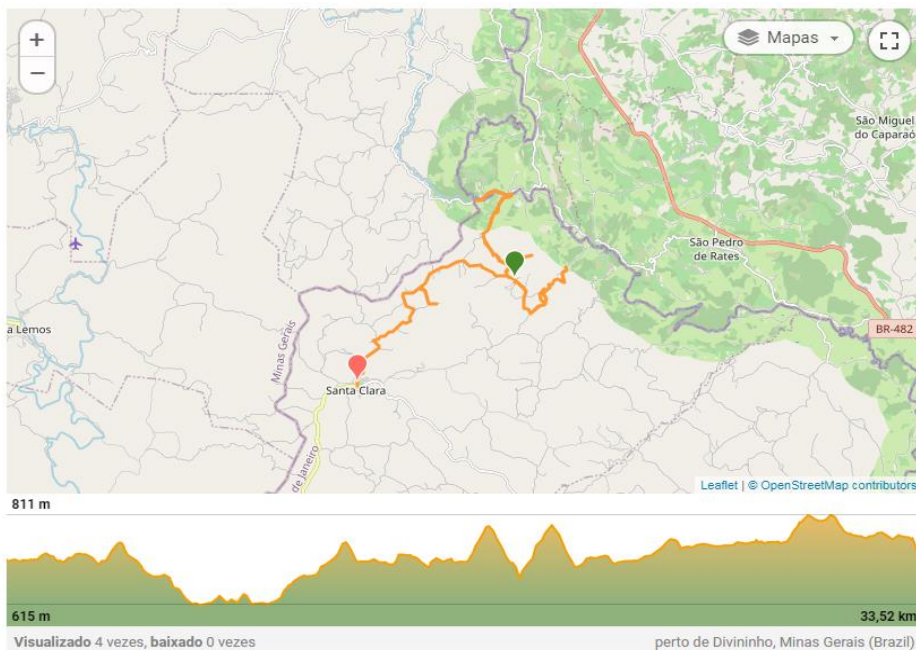 +
−
Mapas
São Miguel
do Caparaó
São Pedro
de Rates
BR-482
a Lemos
Minas Gerais
Santa Clara
de Janeiro
Leaflet | © OpenStreetMap contributors
811 m
615 m
33,52 km
Visualizado 4 vezes, baixado 0 vezes
perto de Divininho, Minas Gerais (Brazil)